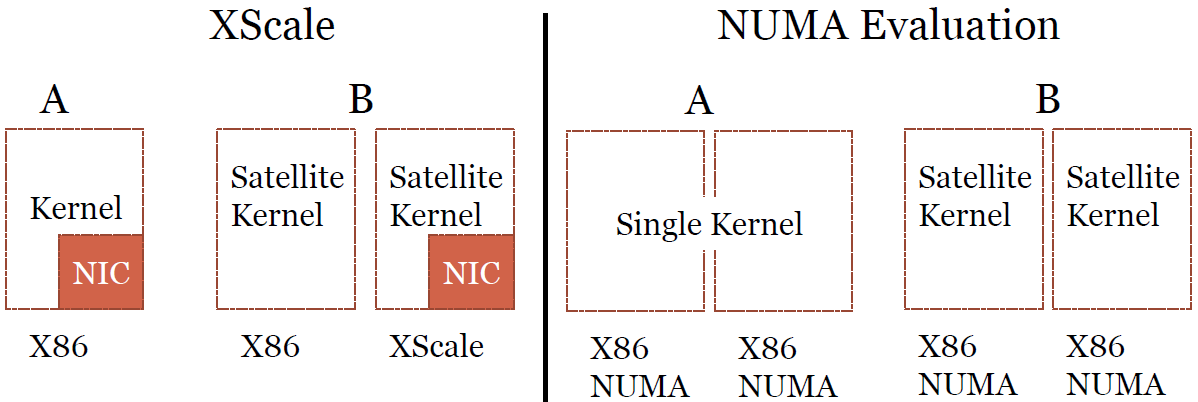 XScale
A
B
Kernel
NIC
X86
Satellite
Kernel
X86
Satellite
Kernel
NIC
XScale
NUMA Evaluation
A
B
Single Kernel
X86
NUMA
X86
NUMA
Satellite
Kernel
X86
NUMA
Satellite
Kernel
X86
NUMA